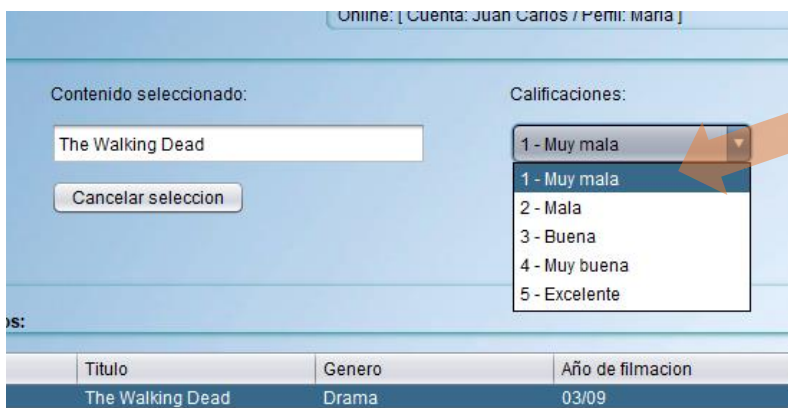 Online: [ Cuenta: Juan Carlos / Perfil: Maria ]
Contenido seleccionado:
Calificaciones:
The Walking Dead
1 - Muy mala
Cancelar seleccion
1 - Muy mala
2 - Mala
3 - Buena
4 - Muy buena
5 - Excelente
os:
Titulo Genero Año de filmacion
The Walking Dead Drama 03/09